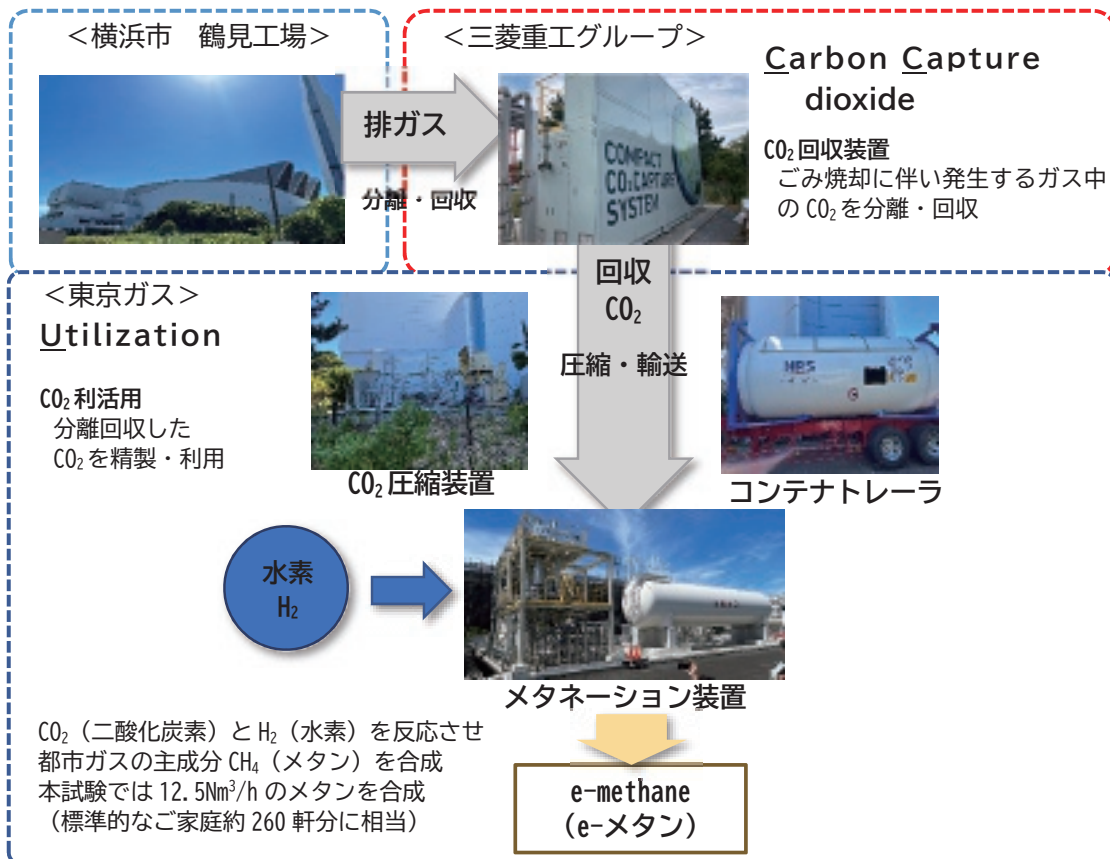 <横浜市 鶴見工場>
<三菱重工グループ>
排ガス
分離・回収
COMPACT
CO₂CAPTURE
SYSTEM
Carbon Capture
dioxide
CO₂回収装置
ごみ焼却に伴い発生するガス中
の CO₂を分離・回収
<東京ガス>
Utilization
CO₂利活用
分離回収した
CO₂を精製・利用
CO₂圧縮装置
回収
CO₂
圧縮・輸送
コンテナトレーラ
水素
H₂
メタネーション装置
CO₂(二酸化炭素)と H₂(水素)を反応させ
都市ガスの主成分 CH₄(メタン)を合成
本試験では 12.5Nm³/h のメタンを合成
(標準的なご家庭約 260 軒分に相当)
e-methane
(e-メタン)